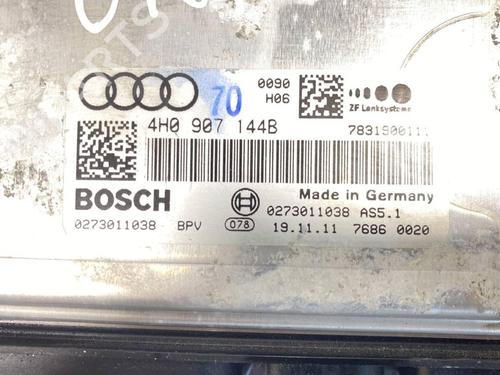 70
0090
H06
ZF Lenksysteme
4H0 907 144B
7831900111
BOSCH
Made in Germany
0273011038 BPV
078
0273011038 AS5.1
19.11.11 7686 0020